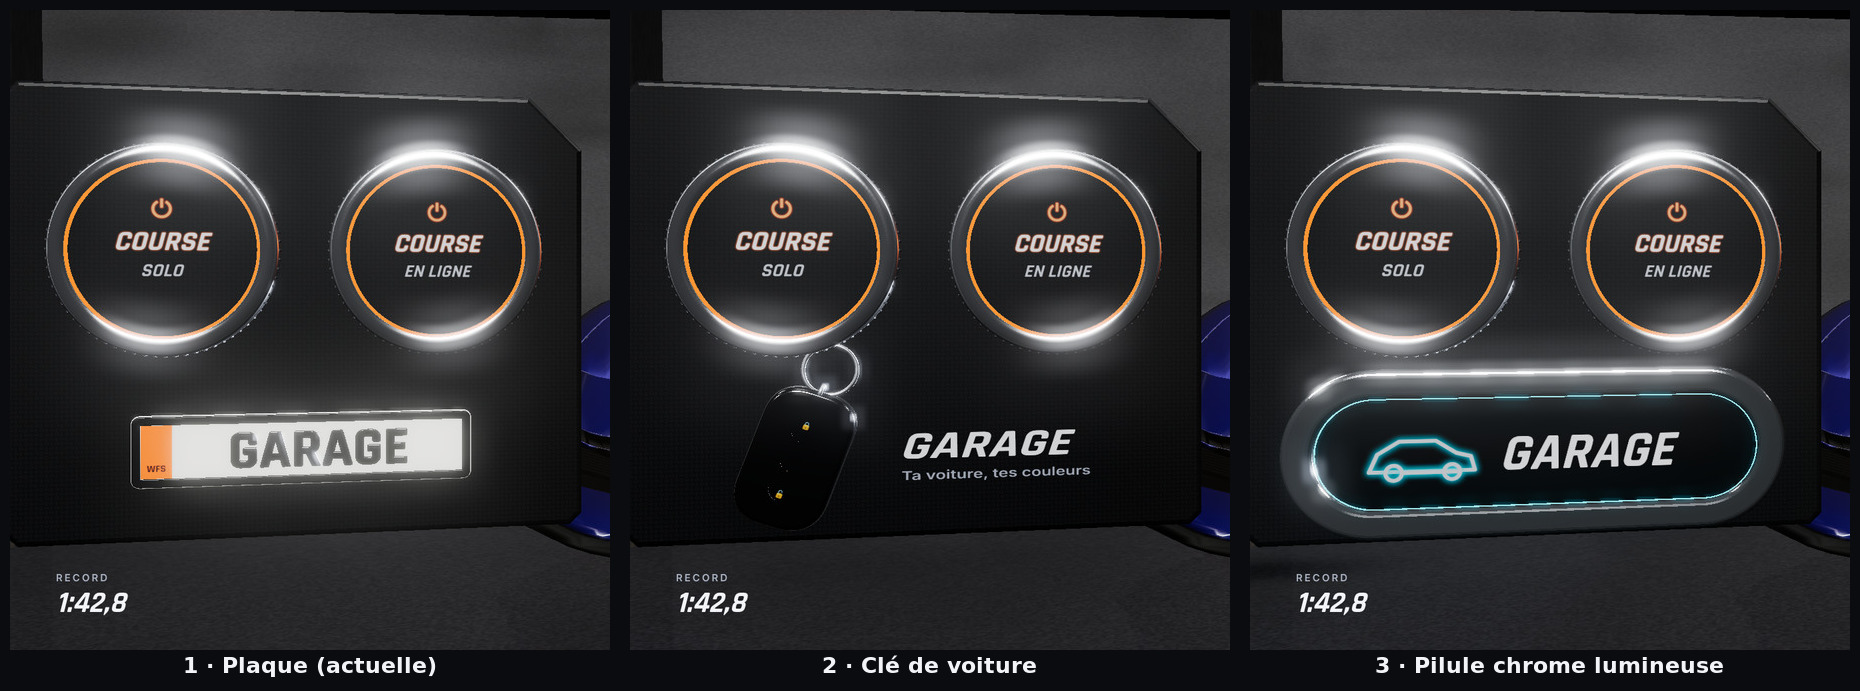 COURSE
SOLO
COURSE
EN LIGNE
WFS
GARAGE
RECORD
1:42,8
1 · Plaque (actuelle)
COURSE
SOLO
COURSE
EN LIGNE
GARAGE
Ta voiture, tes couleurs
RECORD
1:42,8
2 · Clé de voiture
COURSE
SOLO
COURSE
EN LIGNE
GARAGE
RECORD
1:42,8
3 · Pilule chrome lumineuse